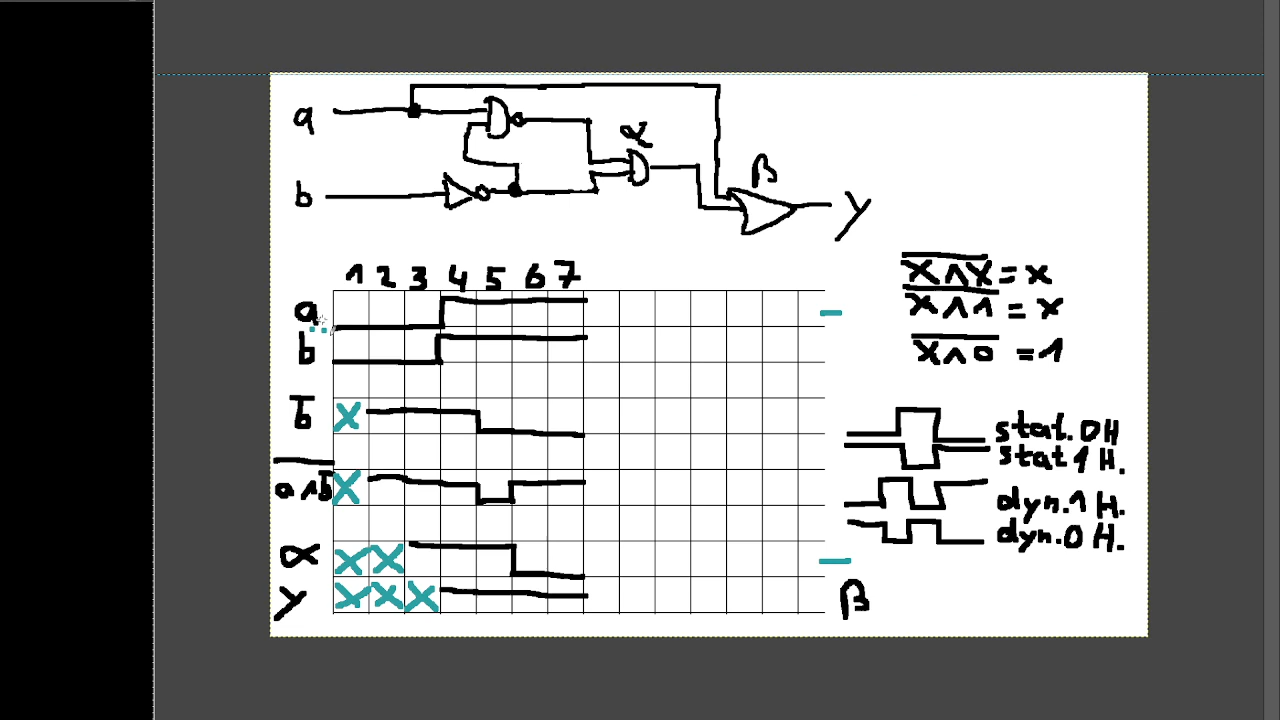 a
α
β
b
y
1 2 3 4 5 6 7
a
b
b̅
X
a∧b̅
X
α
X X
y
X X X
β
X∧X = x
X∧1 = x
X∧0 = 1
stat. 0 H
stat 1 H.
dyn. 1 H.
dyn. 0 H.